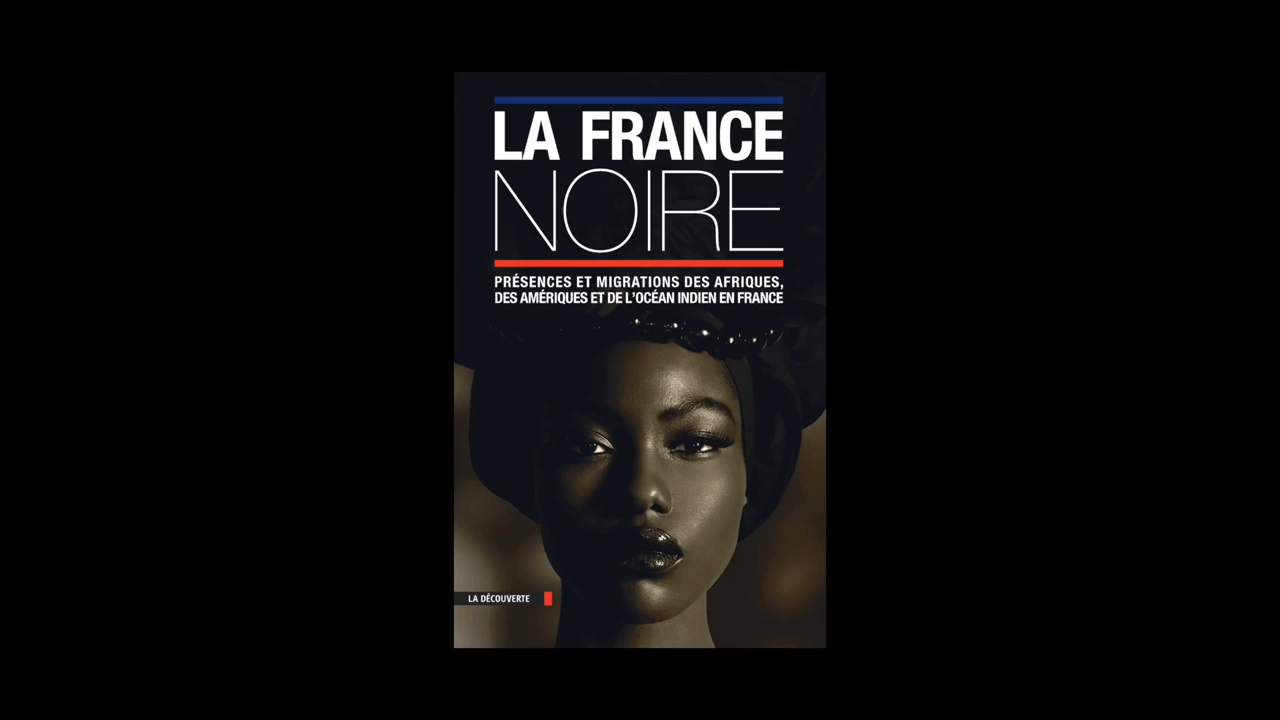 LA FRANCE
NOIRE
PRÉSENCES ET MIGRATIONS DES AFRIQUES,
DES AMÉRIQUES ET DE L'OCÉAN INDIEN EN FRANCE
LA DÉCOUVERTE